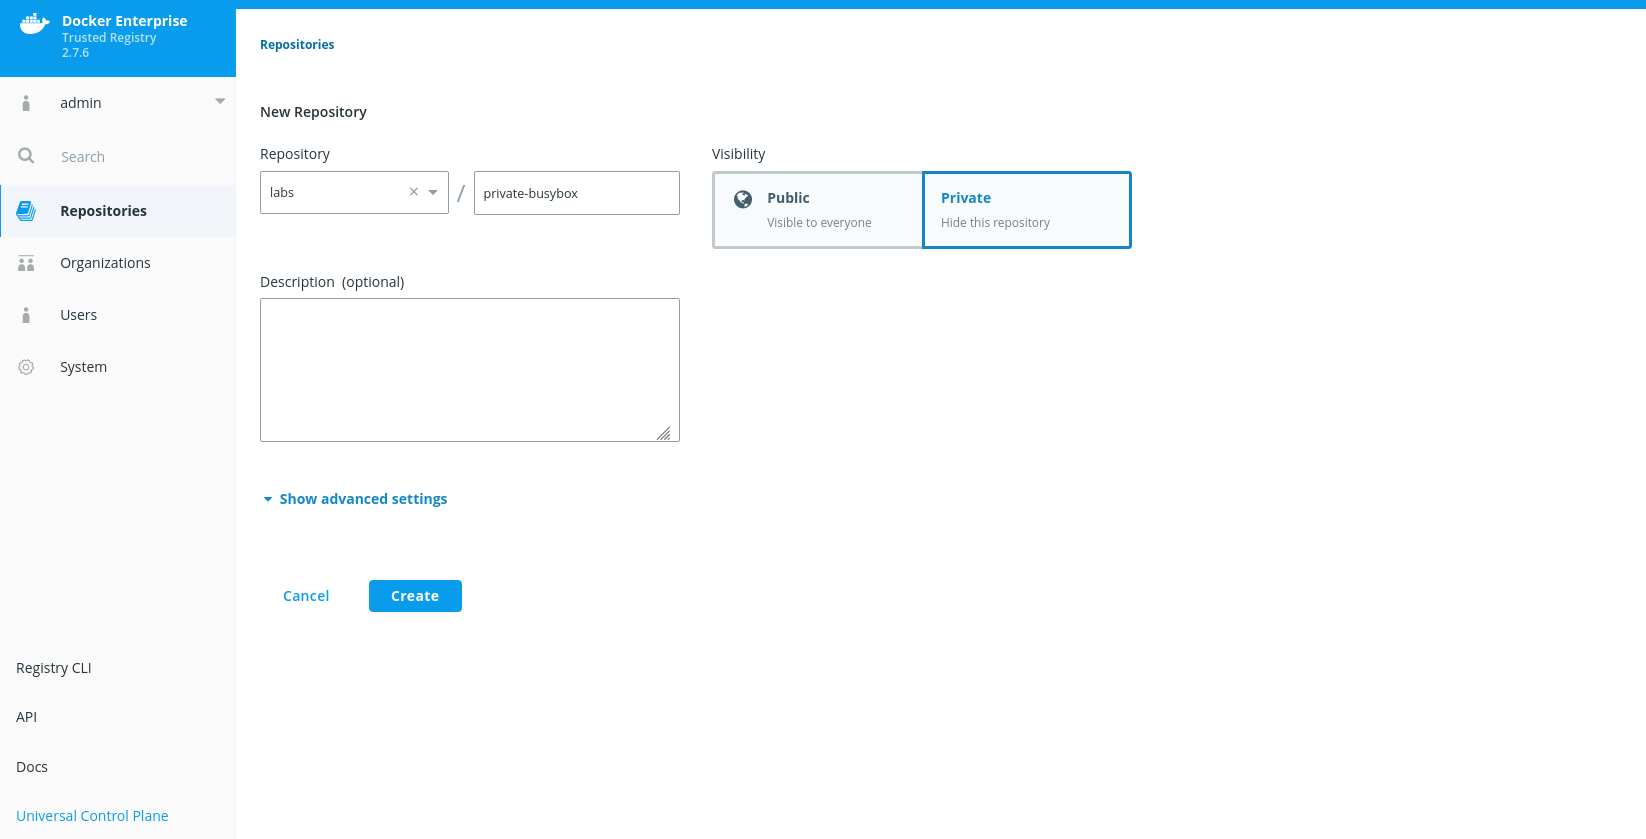 Docker Enterprise
Trusted Registry
2.7.6
admin
Search
Repositories
Organizations
Users
System
Registry CLI
API
Docs
Universal Control Plane
Repositories
New Repository
Repository
labs × / private-busybox
Visibility
Public
Visible to everyone
Private
Hide this repository
Description (optional)
Show advanced settings
Cancel Create